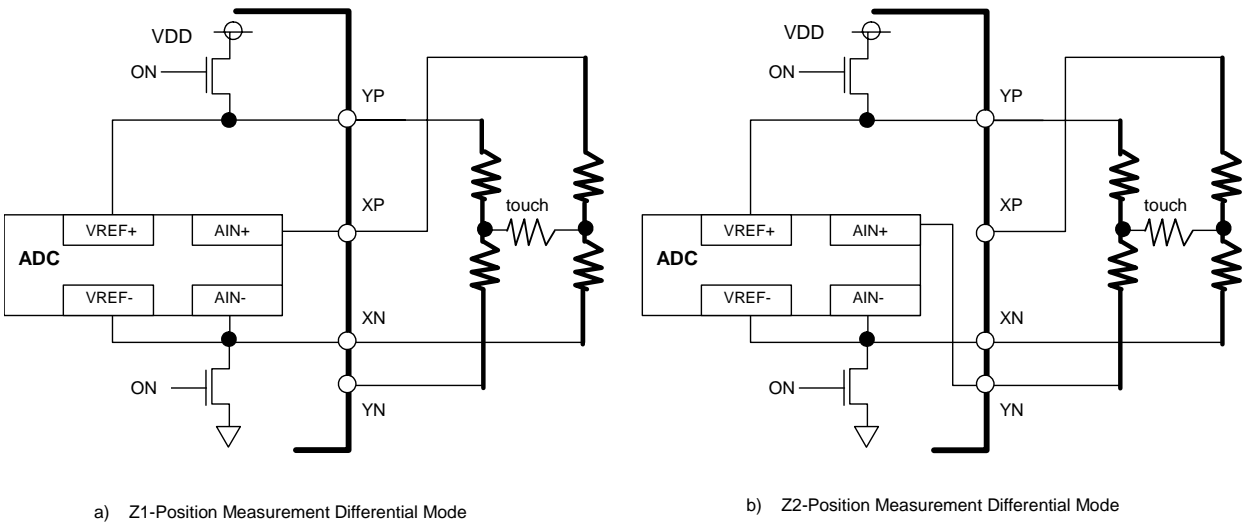 VDD
ON
YP
XP
touch
VREF+
AIN+
ADC
VREF-
AIN-
XN
ON
YN
a) Z1-Position Measurement Differential Mode
VDD
ON
YP
XP
touch
VREF+
AIN+
ADC
VREF-
AIN-
XN
ON
YN
b) Z2-Position Measurement Differential Mode